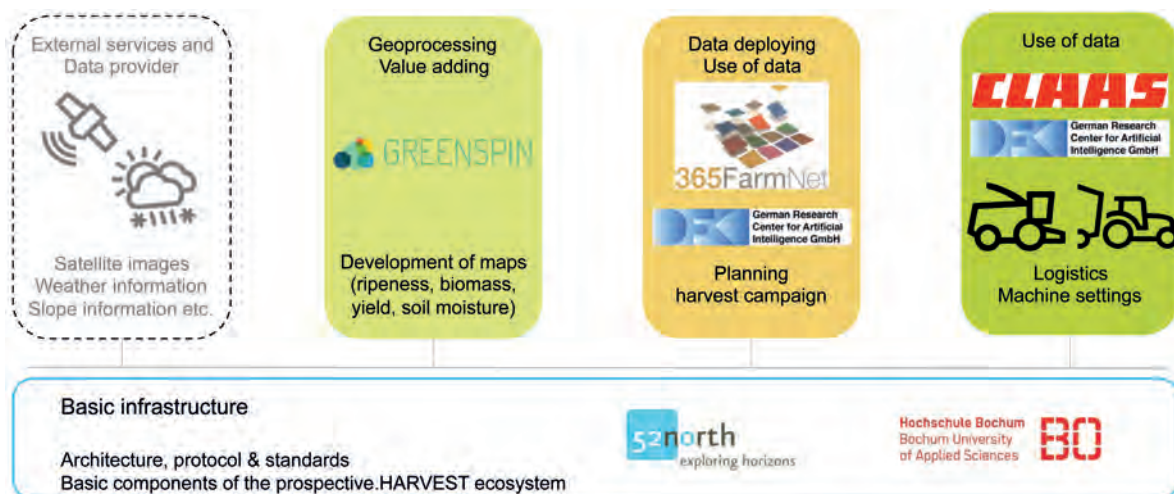 External services and
Data provider
Satellite images
Weather information
Slope information etc.
Geoprocessing
Value adding
GREENSPIN
Development of maps
(ripeness, biomass,
yield, soil moisture)
Data deploying
Use of data
365FarmNet
DFK
German Research
Center for Artificial
Intelligence GmbH
Planning
harvest campaign
Use of data
CLAAS
DFK
German Research
Center for Artificial
Intelligence GmbH
Logistics
Machine settings
Basic infrastructure
Architecture, protocol & standards
Basic components of the prospective.HARVEST ecosystem
52north
exploring horizons
Hochschule Bochum
Bochum University
of Applied Sciences
BO